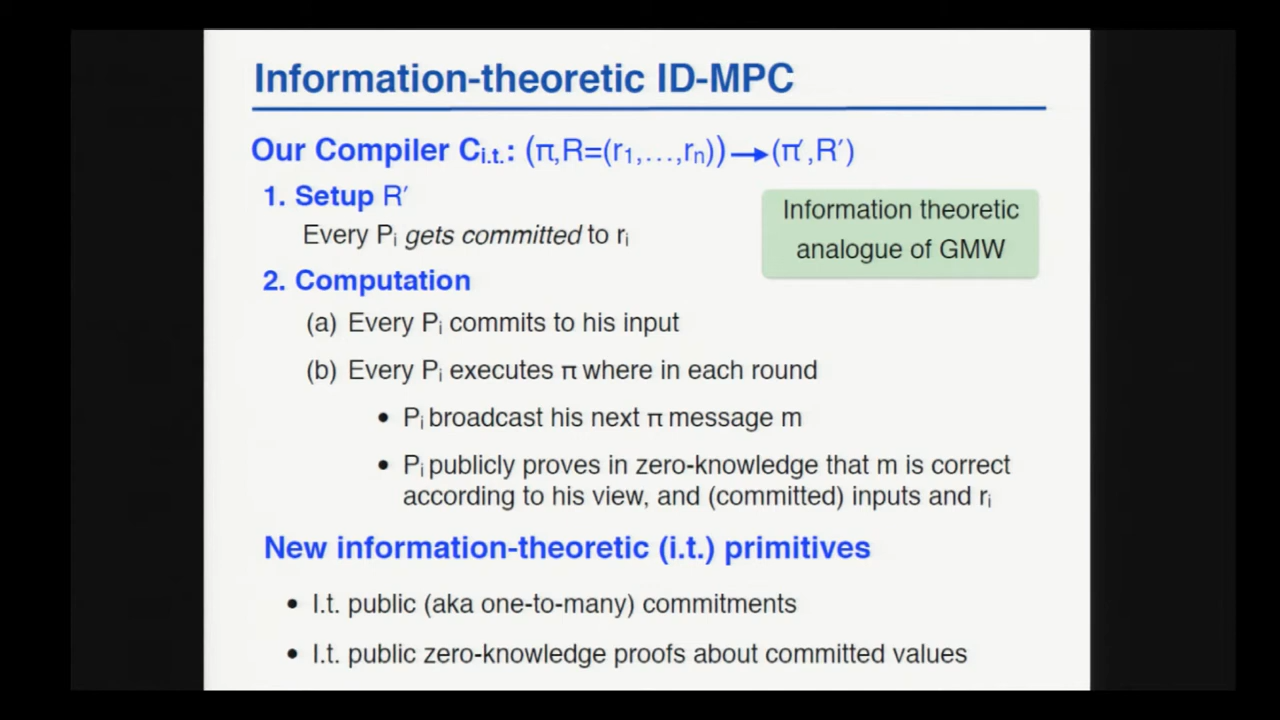 Information-theoretic ID-MPC
Our Compiler Ci.t.: (π,R=(r1,…,rn))→(π′,R′)
1. Setup R′
Every Pi gets committed to ri
Information theoretic
analogue of GMW
2. Computation
(a) Every Pi commits to his input
(b) Every Pi executes π where in each round
• Pi broadcast his next π message m
• Pi publicly proves in zero-knowledge that m is correct
according to his view, and (committed) inputs and ri
New information-theoretic (i.t.) primitives
• I.t. public (aka one-to-many) commitments
• I.t. public zero-knowledge proofs about committed values